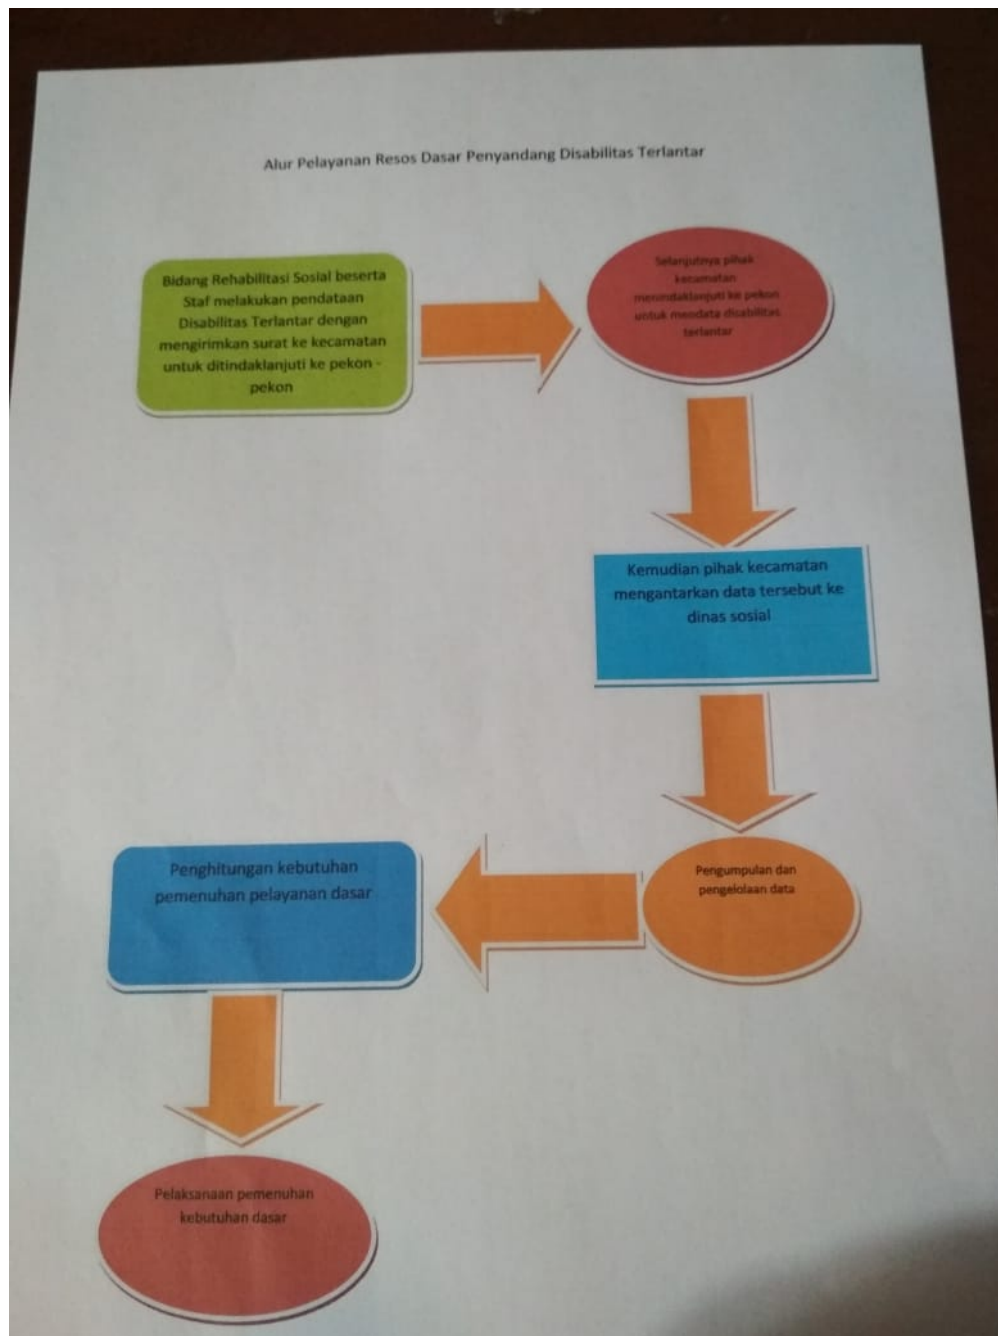 Alur Pelayanan Resos Dasar Penyandang Disabilitas Terlantar
Bidang Rehabilitasi Sosial beserta
Staf melakukan pendataan
Disabilitas Terlantar dengan
mengirimkan surat ke kecamatan
untuk ditindaklanjuti ke pekon -
pekon
Selanjutnya pihak
kecamatan
menindaklanjuti ke pekon
untuk mendata disabilitas
terlantar
Kemudian pihak kecamatan
mengantarkan data tersebut ke
dinas sosial
Pengumpulan dan
pengelolaan data
Penghitungan kebutuhan
pemenuhan pelayanan dasar
Pelaksanaan pemenuhan
kebutuhan dasar